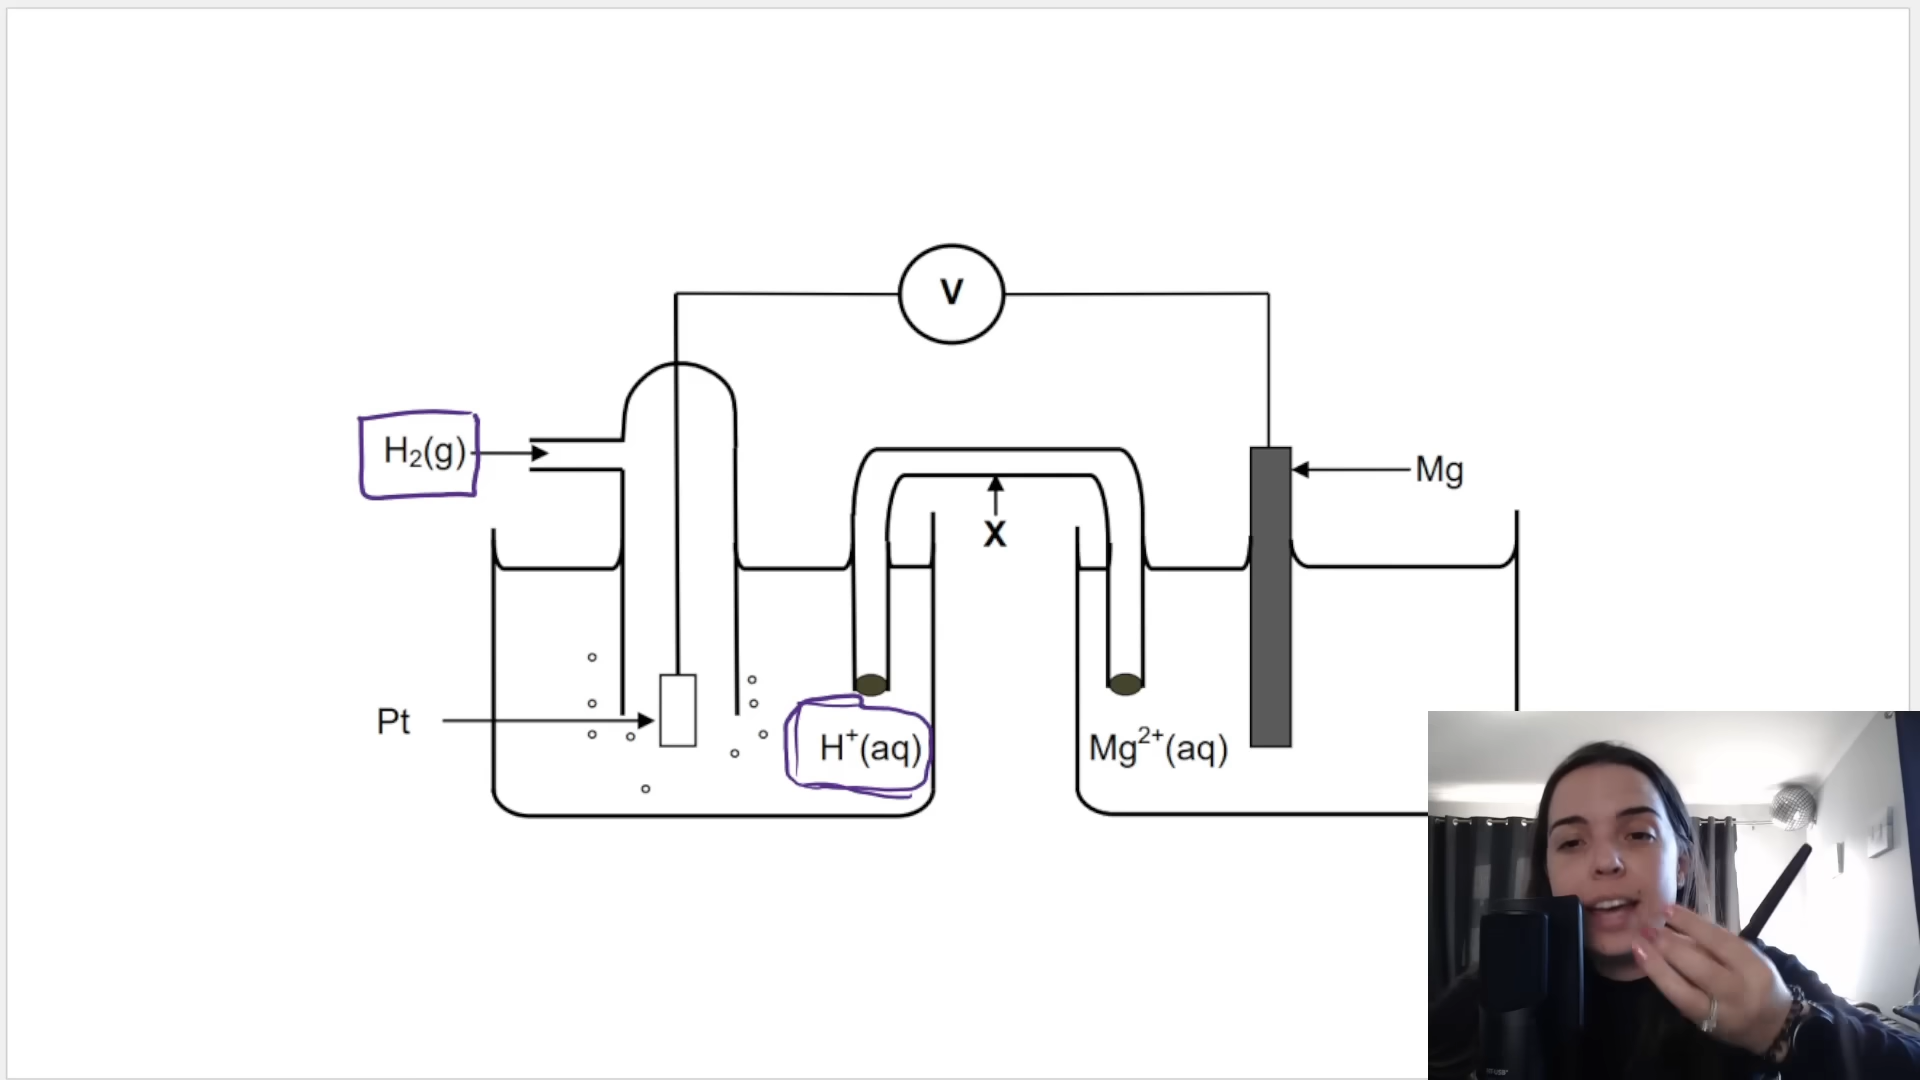 V
H₂(g)
Mg
X
Pt
H⁺(aq)
Mg²⁺(aq)